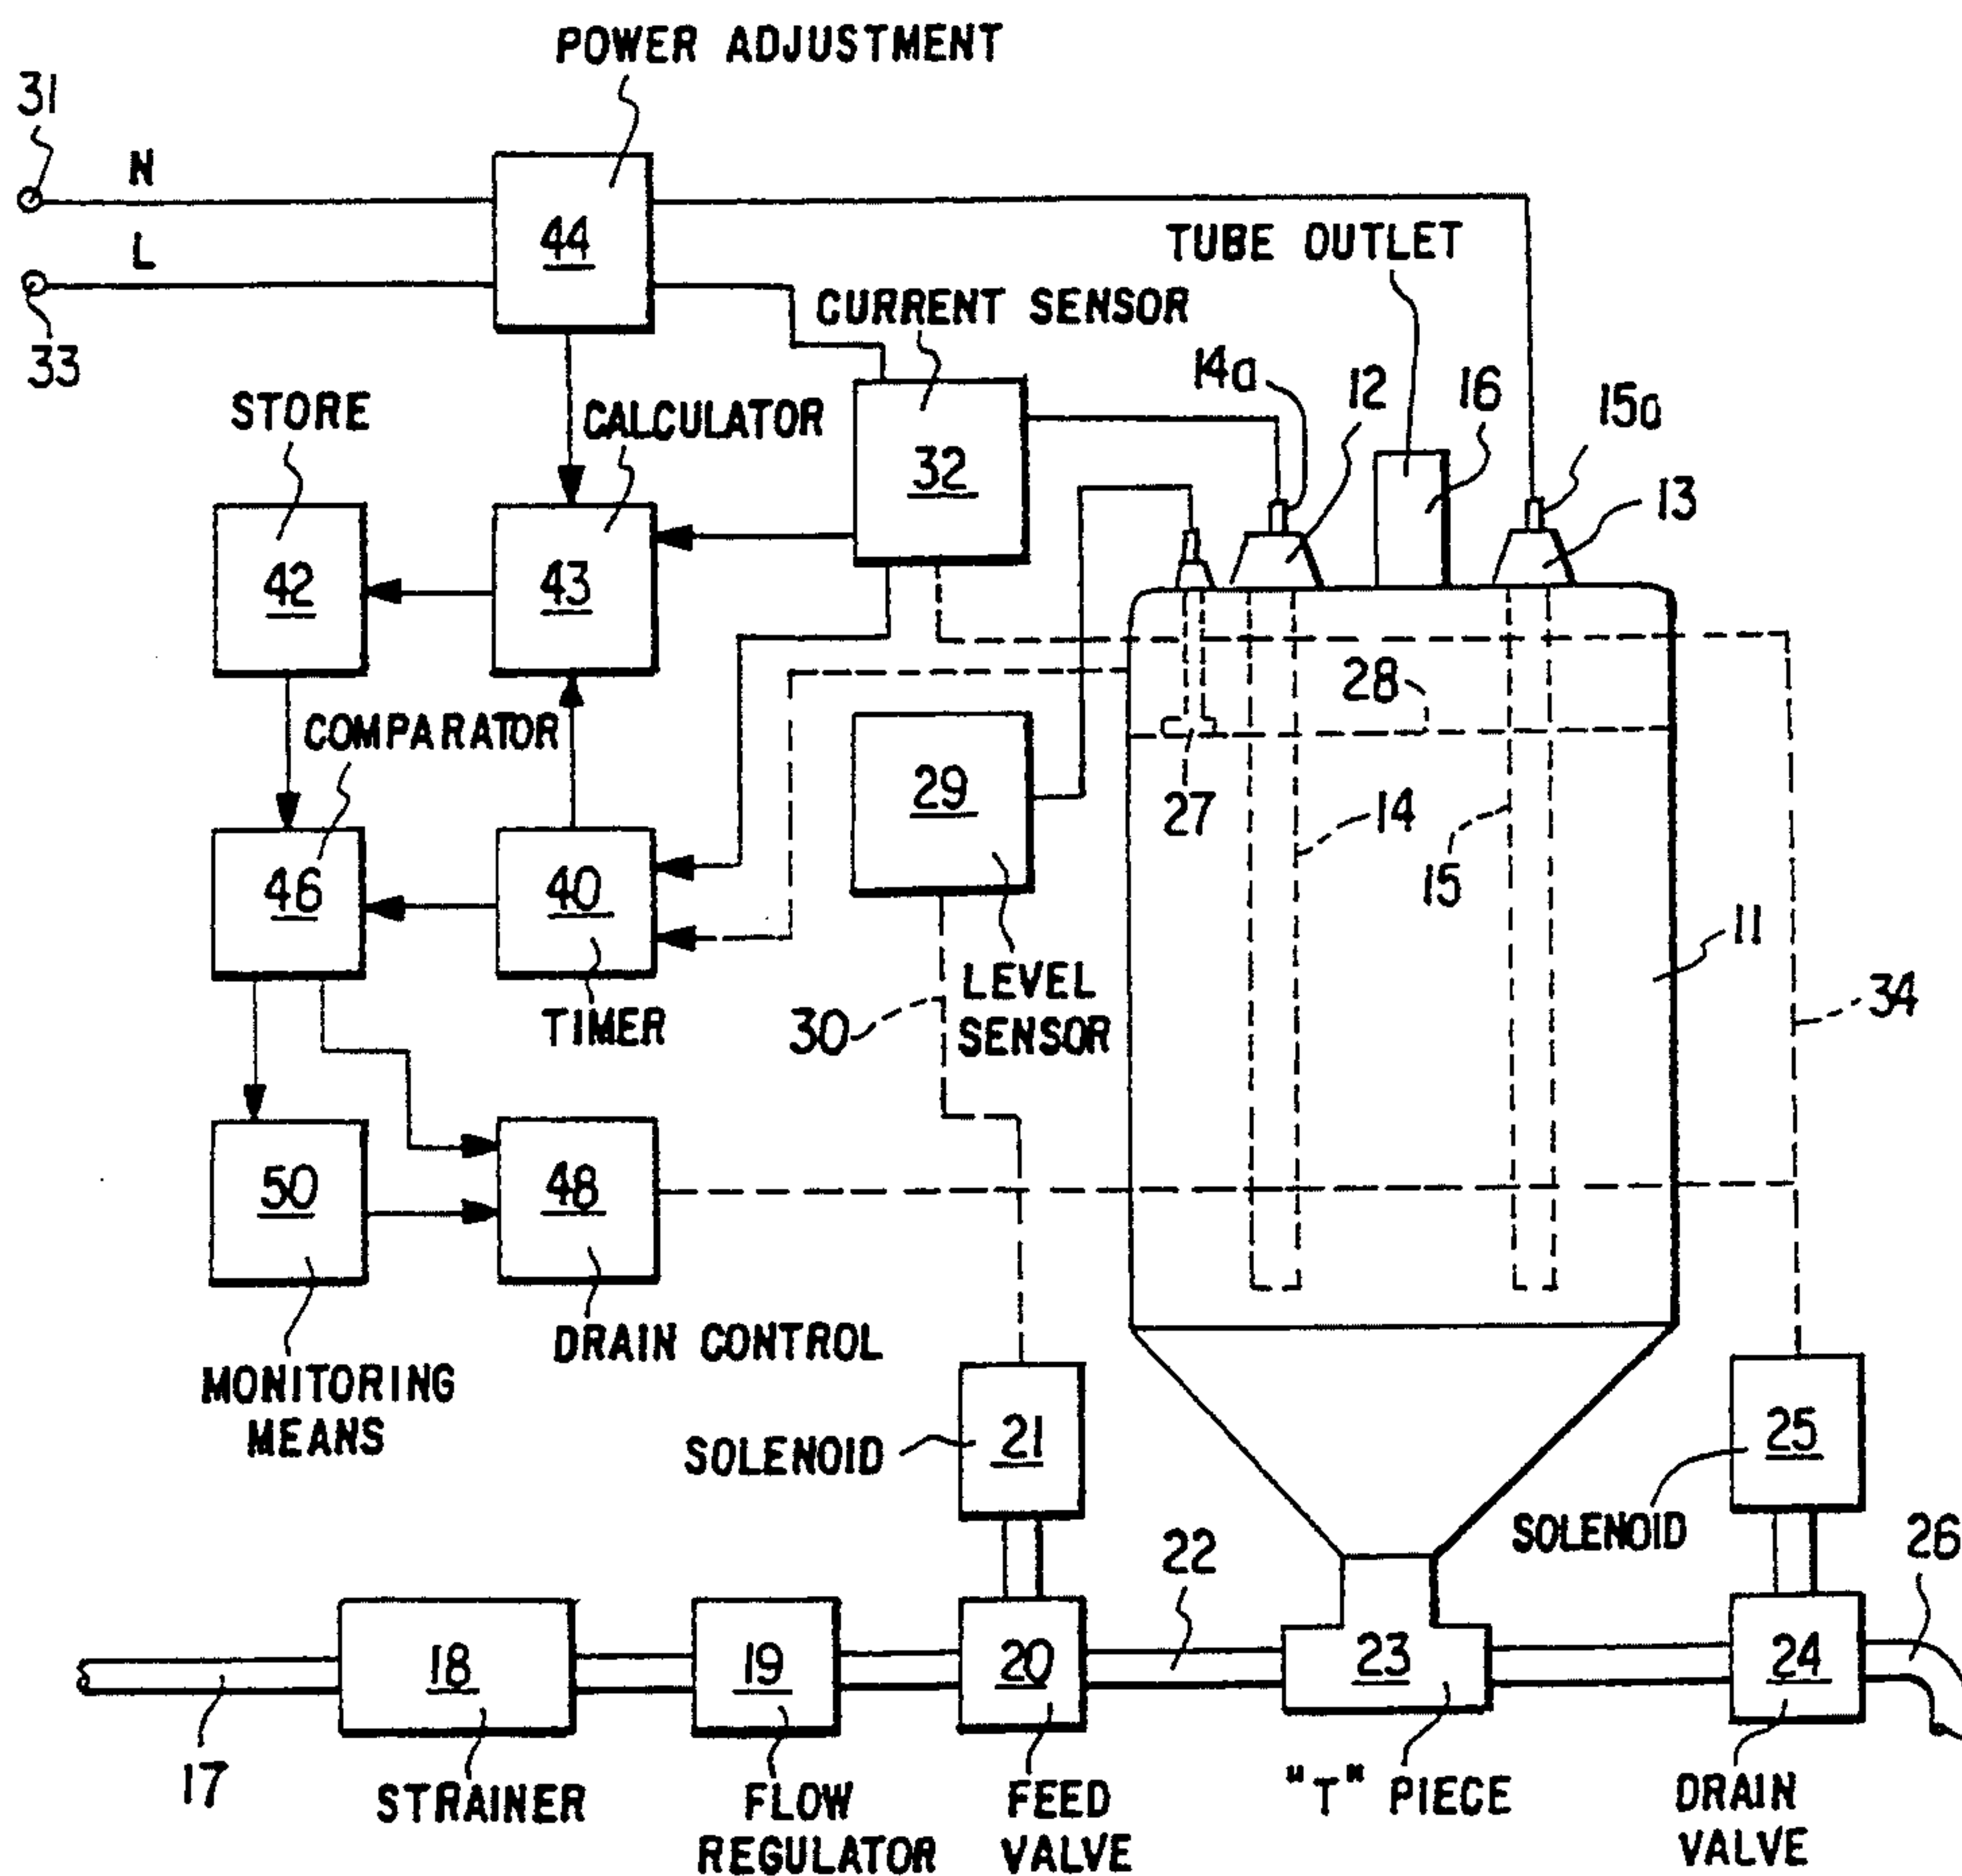 POWER ADJUSTMENT
31
N
44
L
TUBE OUTLET
CURRENT SENSOR
33
14a
12
16
15a
STORE
CALCULATOR
32
13
42
43
28
COMPARATOR
29
27
14
15
46
40
11
LEVEL
SENSOR
30
34
TIMER
50
48
DRAIN CONTROL
MONITORING
MEANS
SOLENOID
21
25
SOLENOID
22
26
18
19
20
23
24
17
STRAINER
FLOW
REGULATOR
FEED
VALVE
"T" PIECE
DRAIN
VALVE